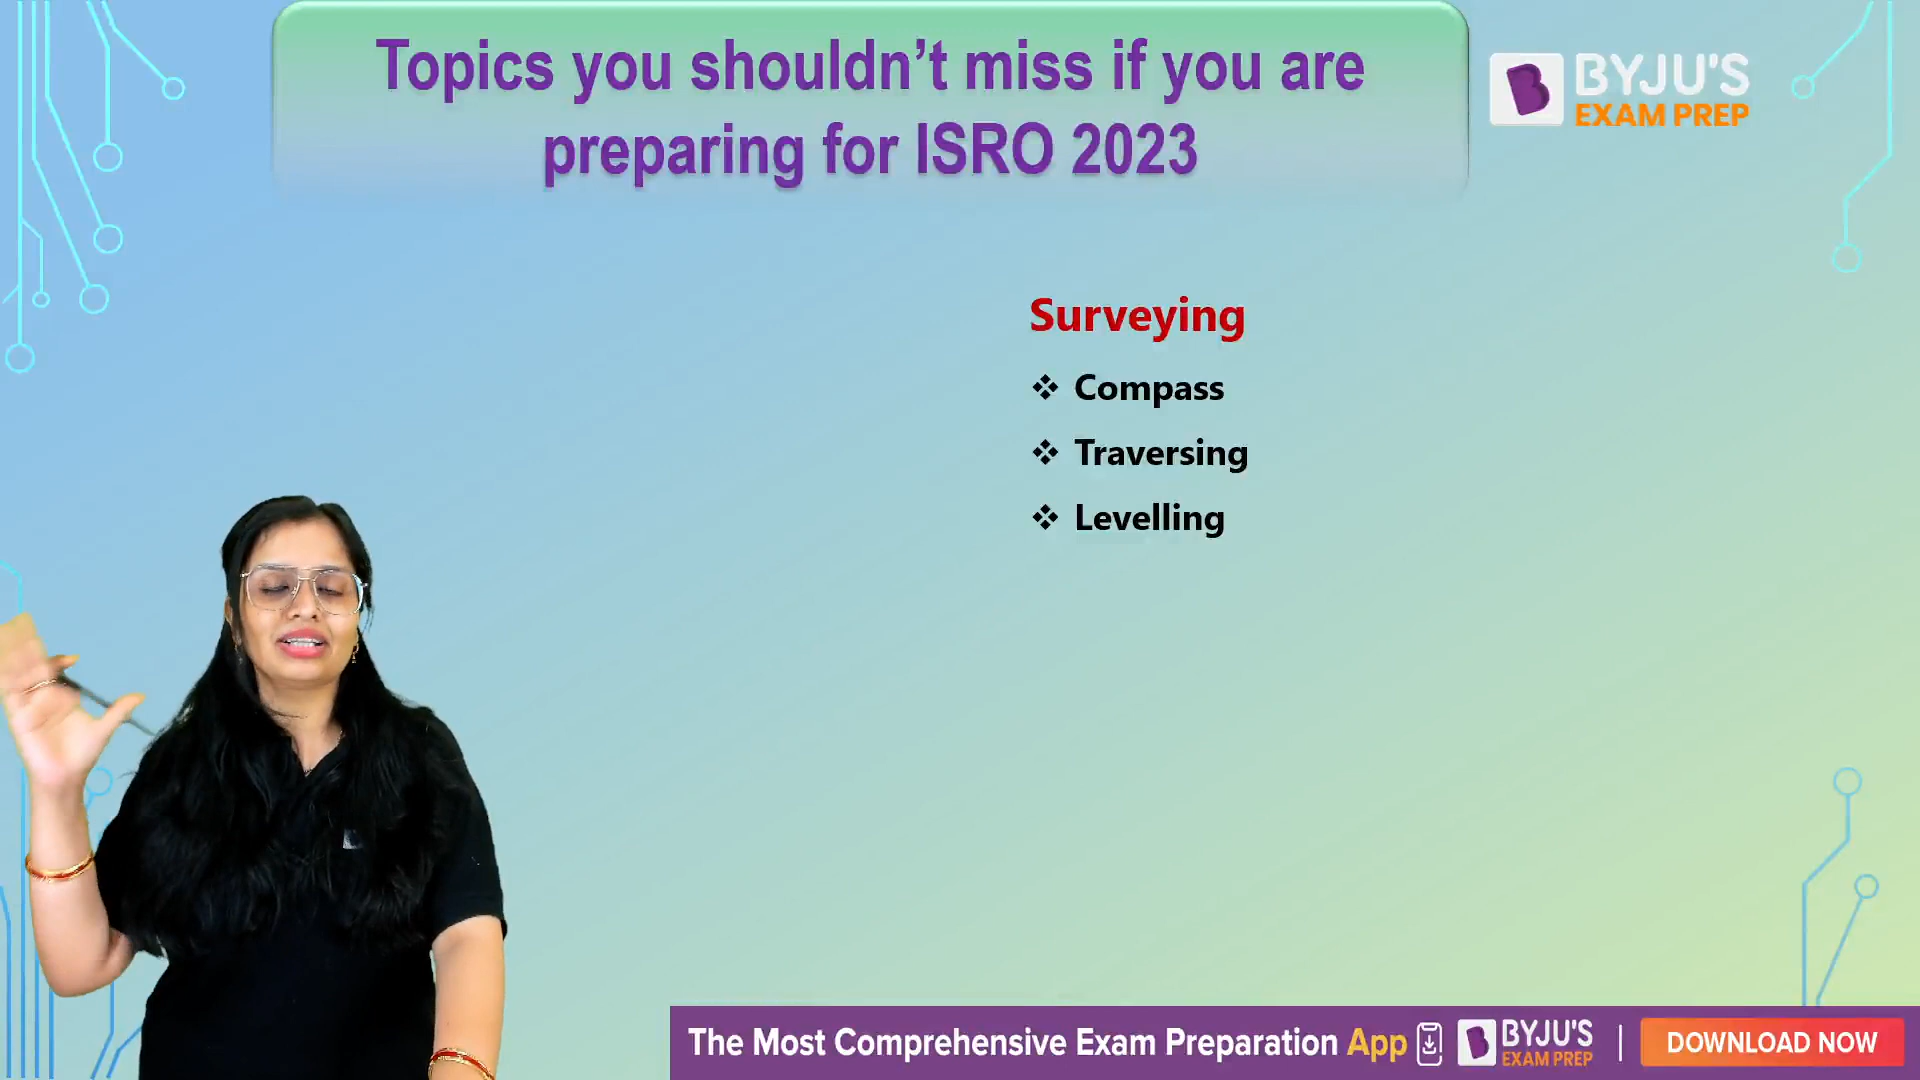 Topics you shouldn’t miss if you are
preparing for ISRO 2023
BYJU'S
EXAM PREP
Surveying
❖ Compass
❖ Traversing
❖ Levelling
The Most Comprehensive Exam Preparation App
BYJU'S
EXAM PREP
DOWNLOAD NOW